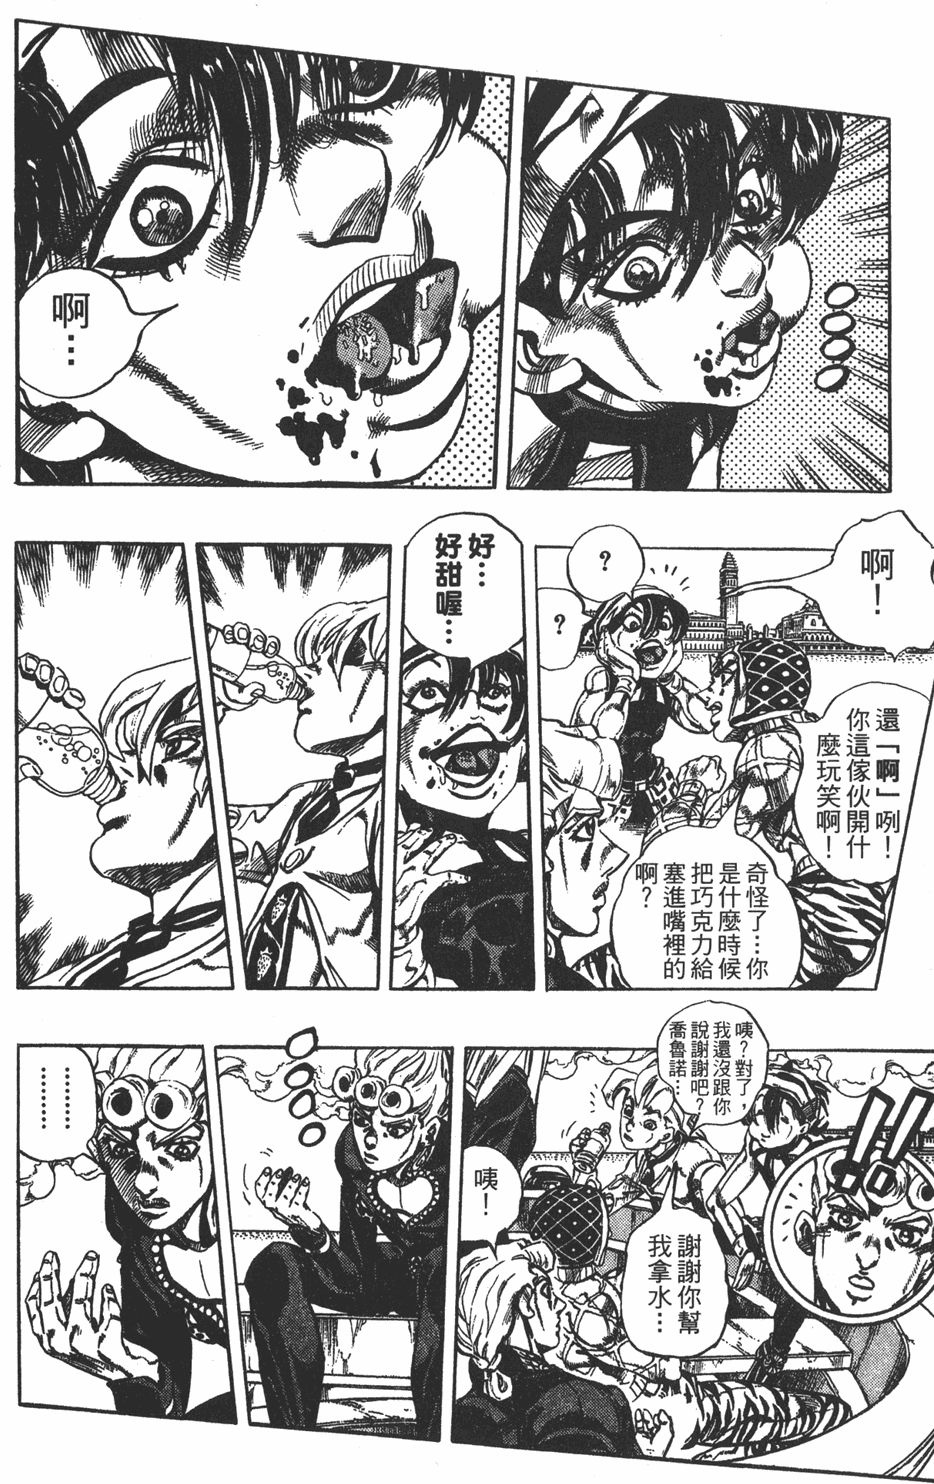 啊…
啊！
還「啊」咧！
你這傢伙開什
麼玩笑啊！
？
？
奇怪了…你
是什麼時候
把巧克力給
塞進嘴裡的
啊？
好…
好甜喔…
咦？對了，
我還沒跟你
說謝謝吧？
喬魯諾…
!!
謝謝你幫
我拿水…
咦！
………
………